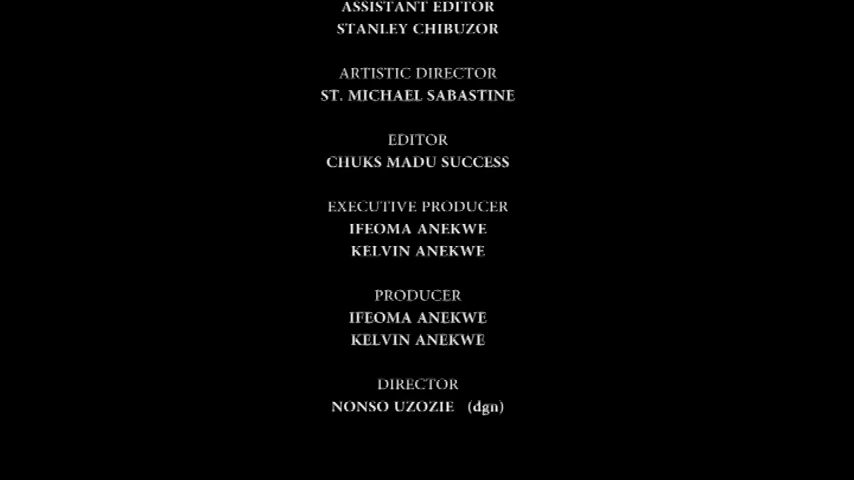 ASSISTANT EDITOR
STANLEY CHIBUZOR
ARTISTIC DIRECTOR
ST. MICHAEL SABASTINE
EDITOR
CHUKS MADU SUCCESS
EXECUTIVE PRODUCER
IFEOMA ANEKWE
KELVIN ANEKWE
PRODUCER
IFEOMA ANEKWE
KELVIN ANEKWE
DIRECTOR
NONSO UZOZIE (dgn)